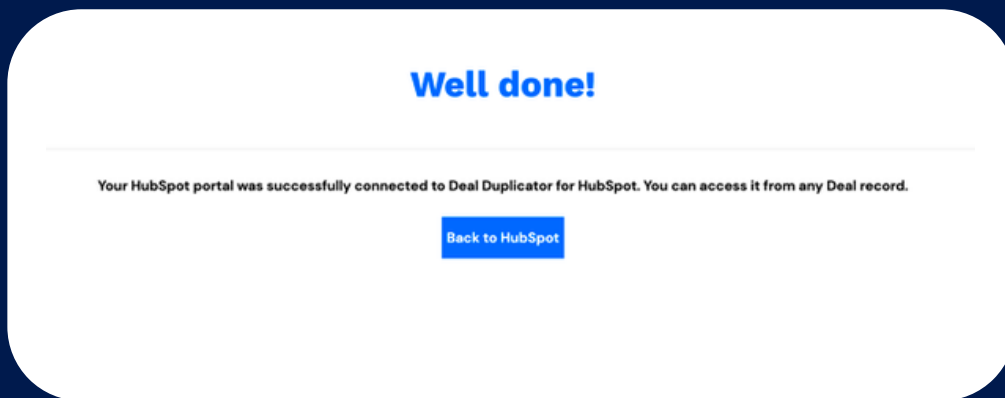 Well done!
Your HubSpot portal was successfully connected to Deal Duplicator for HubSpot. You can access it from any Deal record.
Back to HubSpot